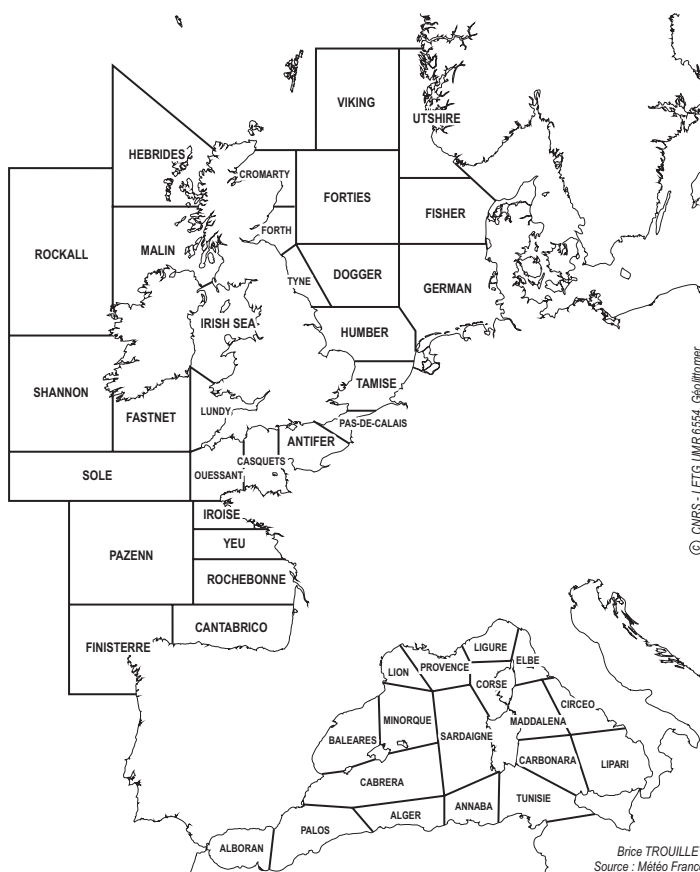 VIKING
UTSHIRE
HEBRIDES
CROMARTY
FORTIES
FISHER
FORTH
ROCKALL
MALIN
TYNE
DOGGER
GERMAN
IRISH SEA
HUMBER
SHANNON
TAMISE
FASTNET
LUNDY
PAS-DE-CALAIS
ANTIFER
CASQUETS
SOLE
OUESSANT
IROISE
YEU
PAZENN
ROCHEBONNE
CANTABRICO
FINISTERRE
LIGURE
ELBE
PROVENCE
LION
CORSE
CIRCEO
MINORQUE
MADDALENA
SARDAIGNE
BALEARES
CARBONARA
LIPARI
CABRERA
TUNISIE
ANNABA
ALGER
PALOS
ALBORAN
© CNRS - LETG UMR 6554, Géolittomer
Brice TROUILLET
Source : Météo France